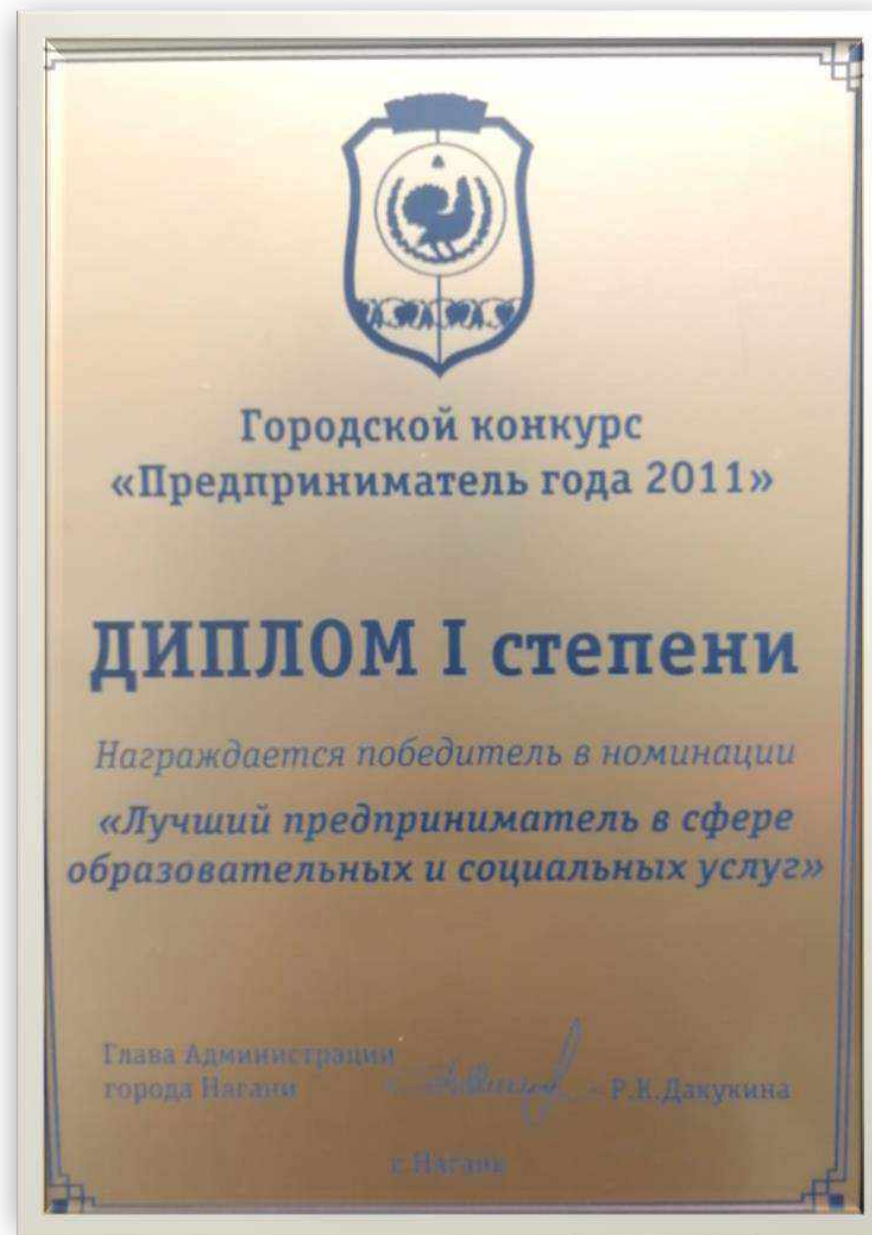 Городской конкурс
«Предприниматель года 2011»
ДИПЛОМ I степени
Награждается победитель в номинации
«Лучший предприниматель в сфере
образовательных и социальных услуг»
Глава Администрации
города Нягани
Р.К.Дакукина
г.Нягань